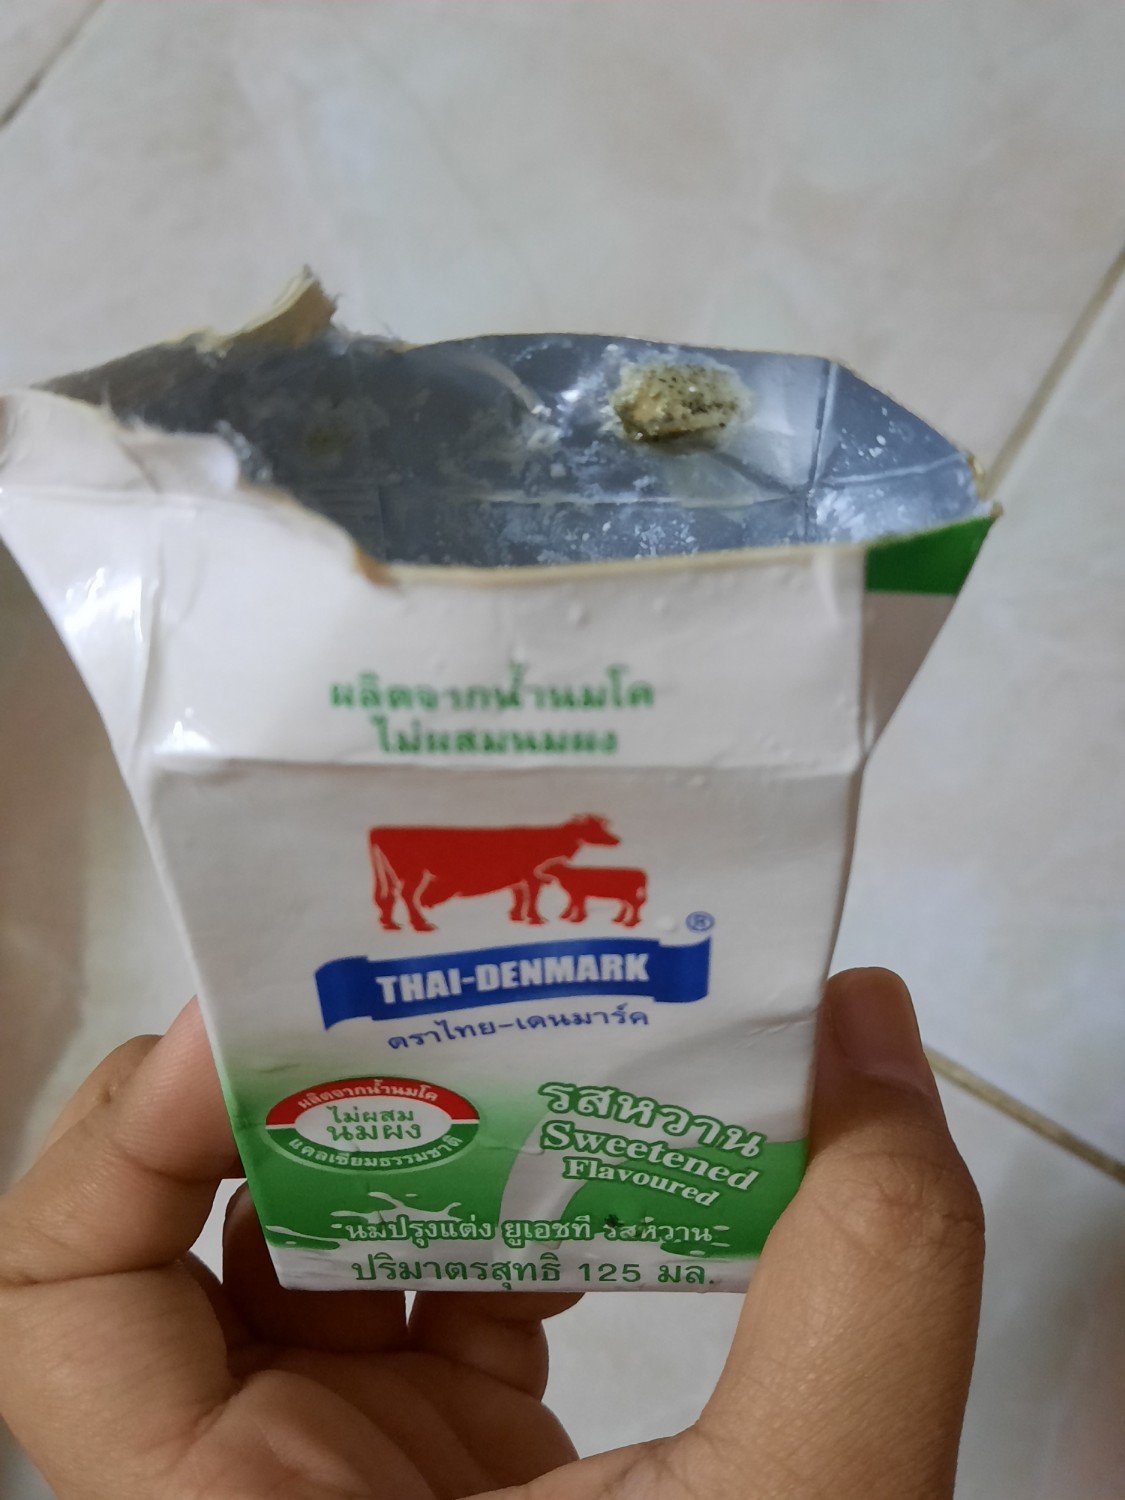 ผลิตจากน้ำนมโค
ไม่ผสมนมผง
®
THAI-DENMARK
ตราไทย-เดนมาร์ค
ผลิตจากน้ำนมโค
ไม่ผสม
นมผง
แคลเซียมธรรมชาติ
รสหวาน
Sweetened
Flavoured
นมปรุงแต่ง ยูเอชที รสหวาน
ปริมาตรสุทธิ 125 มล.